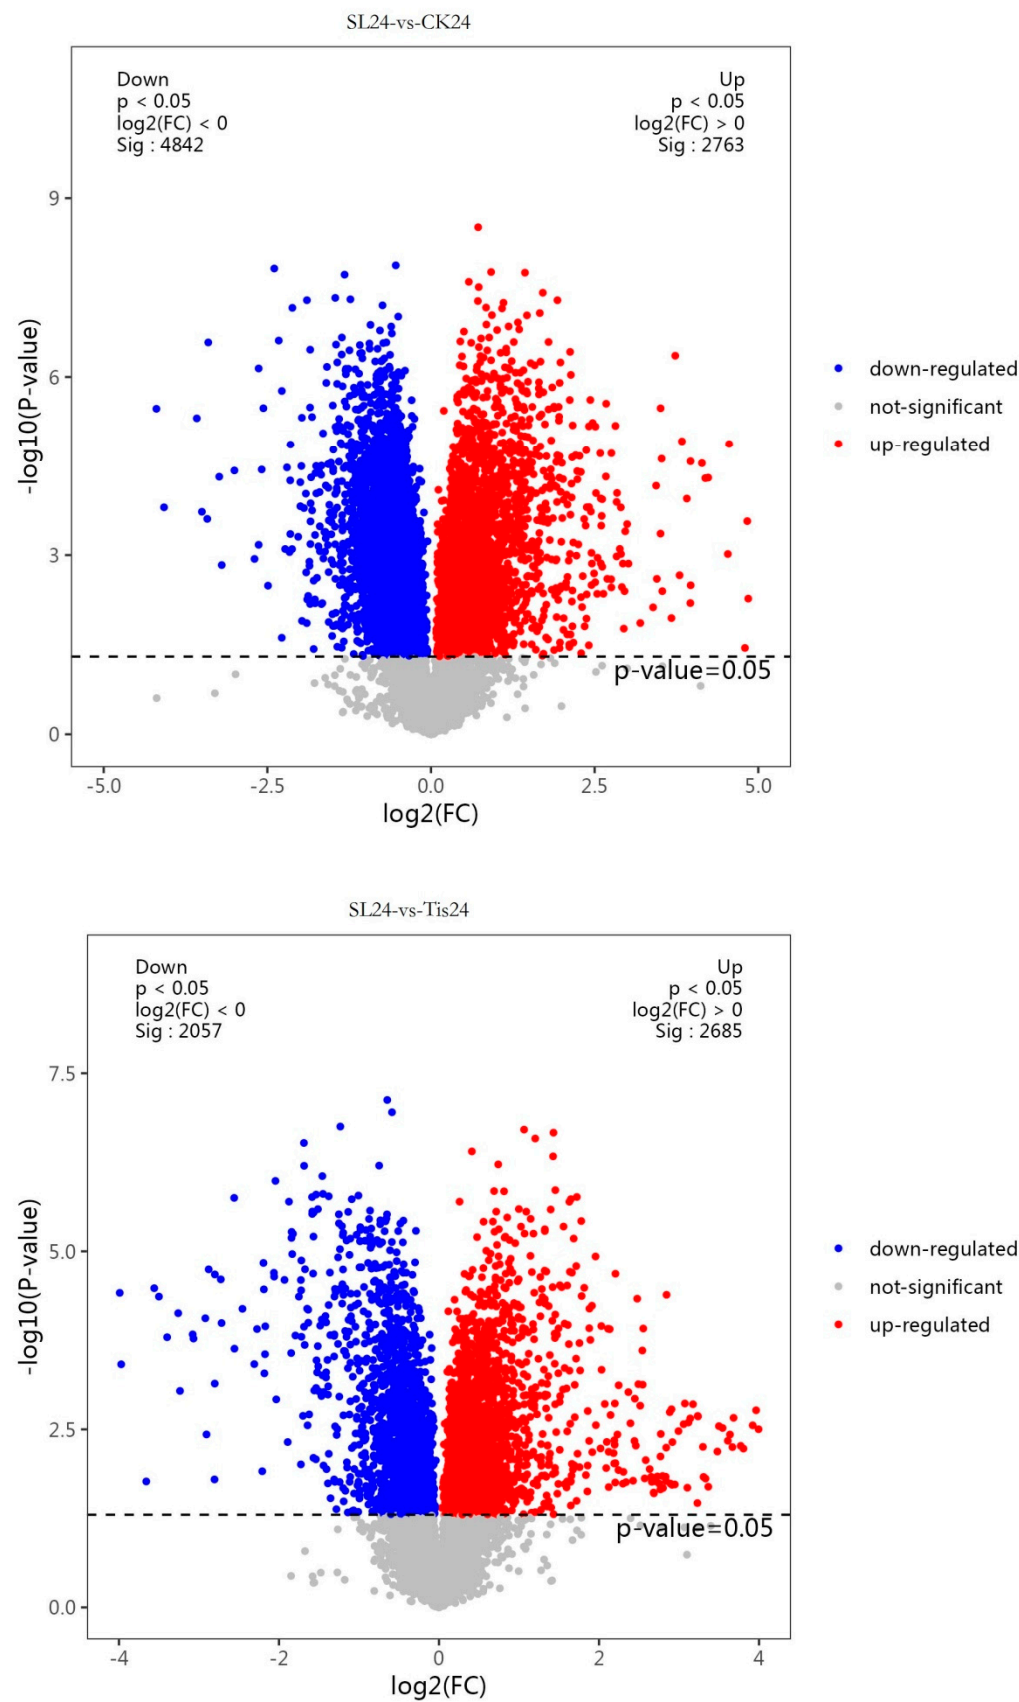 SL24-vs-CK24
Down
p < 0.05
log2(FC) < 0
Sig : 4842
Up
p < 0.05
log2(FC) > 0
Sig : 2763
9
6
3
0
-log10(P-value)
p-value=0.05
-5.0
-2.5
0.0
2.5
5.0
log2(FC)
down-regulated
not-significant
up-regulated
SL24-vs-Tis24
Down
p < 0.05
log2(FC) < 0
Sig : 2057
Up
p < 0.05
log2(FC) > 0
Sig : 2685
7.5
5.0
2.5
0.0
-log10(P-value)
p-value=0.05
-4
-2
0
2
4
log2(FC)
down-regulated
not-significant
up-regulated